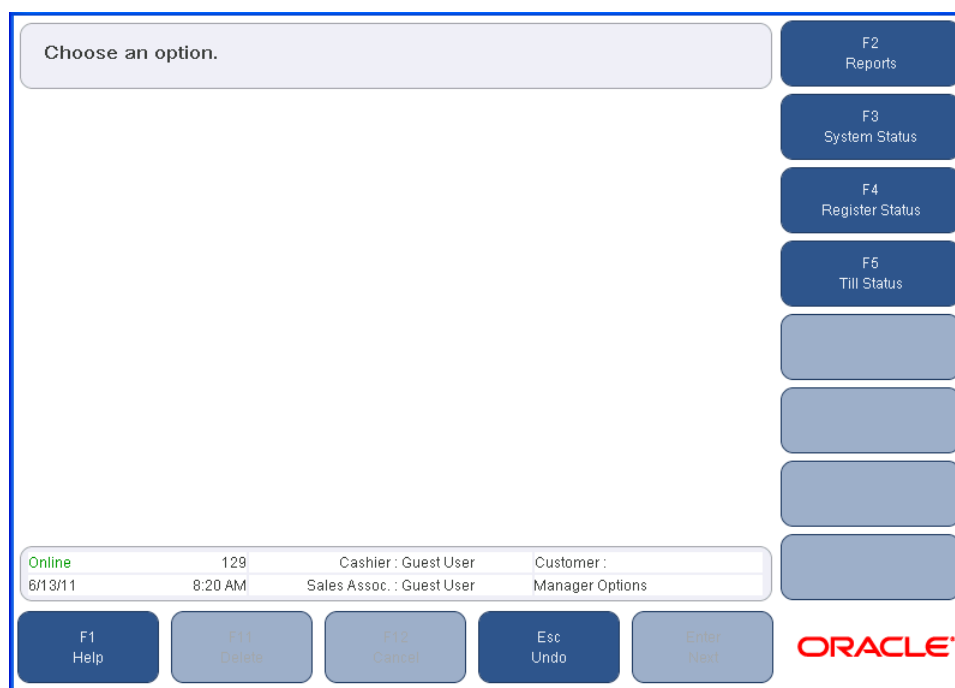 Choose an option.
F2
Reports
F3
System Status
F4
Register Status
F5
Till Status
Online 129 Cashier : Guest User Customer :
6/13/11 8:20 AM Sales Assoc. : Guest User Manager Options
F1
Help
F11
Delete
F12
Cancel
Esc
Undo
Enter
Next
ORACLE